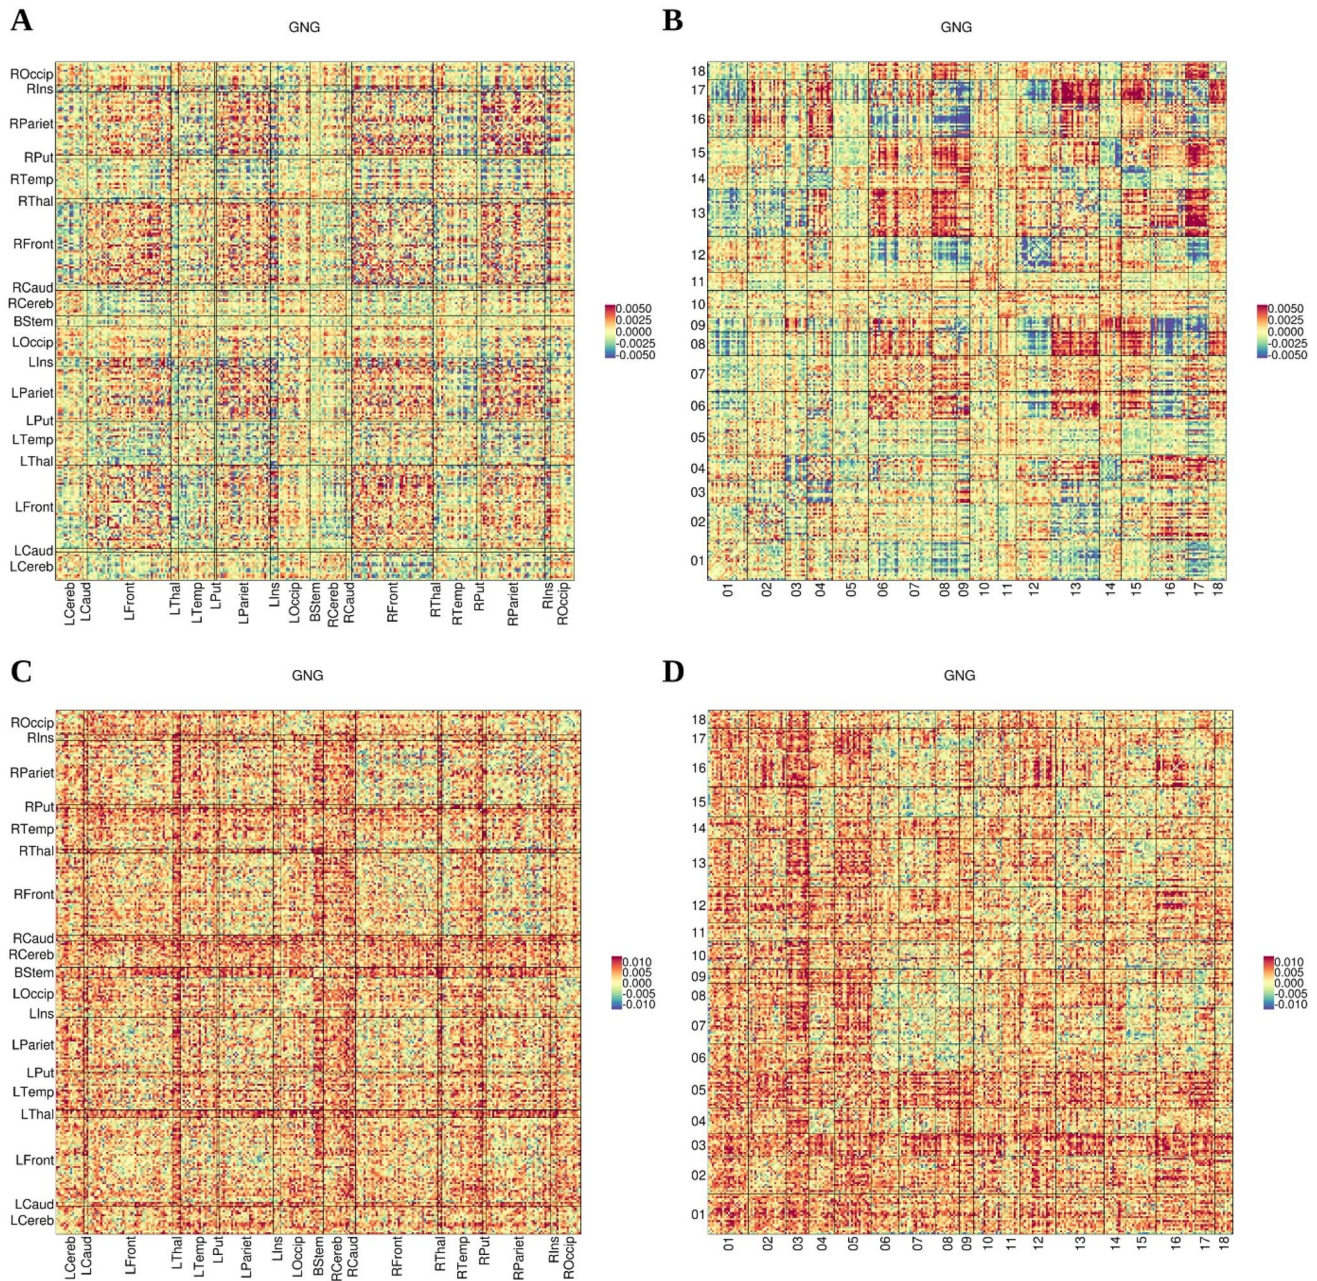 A
GNG
ROccip
RIns
RPariet
RPut
RTemp
RThal
RFront
RCaud
RCereb
BStem
LOccip
LIns
LPariet
LPut
LTemp
LThal
LFront
LCaud
LCereb
LCereb LCaud LFront LThal LTemp LPut LPariet LIns LOccip BStem RCereb RCaud RFront RThal RTemp RPut RPariet RIns ROccip
0.0050
0.0025
0.0000
-0.0025
-0.0050
B
GNG
18
17
16
15
14
13
12
11
10
09
08
07
06
05
04
03
02
01
01 02 03 04 05 06 07 08 09 10 11 12 13 14 15 16 17 18
0.0050
0.0025
0.0000
-0.0025
-0.0050
C
GNG
ROccip
RIns
RPariet
RPut
RTemp
RThal
RFront
RCaud
RCereb
BStem
LOccip
LIns
LPariet
LPut
LTemp
LThal
LFront
LCaud
LCereb
LCereb LCaud LFront LThal LTemp LPut LPariet LIns LOccip BStem RCereb RCaud RFront RThal RTemp RPut RPariet RIns ROccip
0.010
0.005
0.000
-0.005
-0.010
D
GNG
18
17
16
15
14
13
12
11
10
09
08
07
06
05
04
03
02
01
01 02 03 04 05 06 07 08 09 10 11 12 13 14 15 16 17 18
0.010
0.005
0.000
-0.005
-0.010